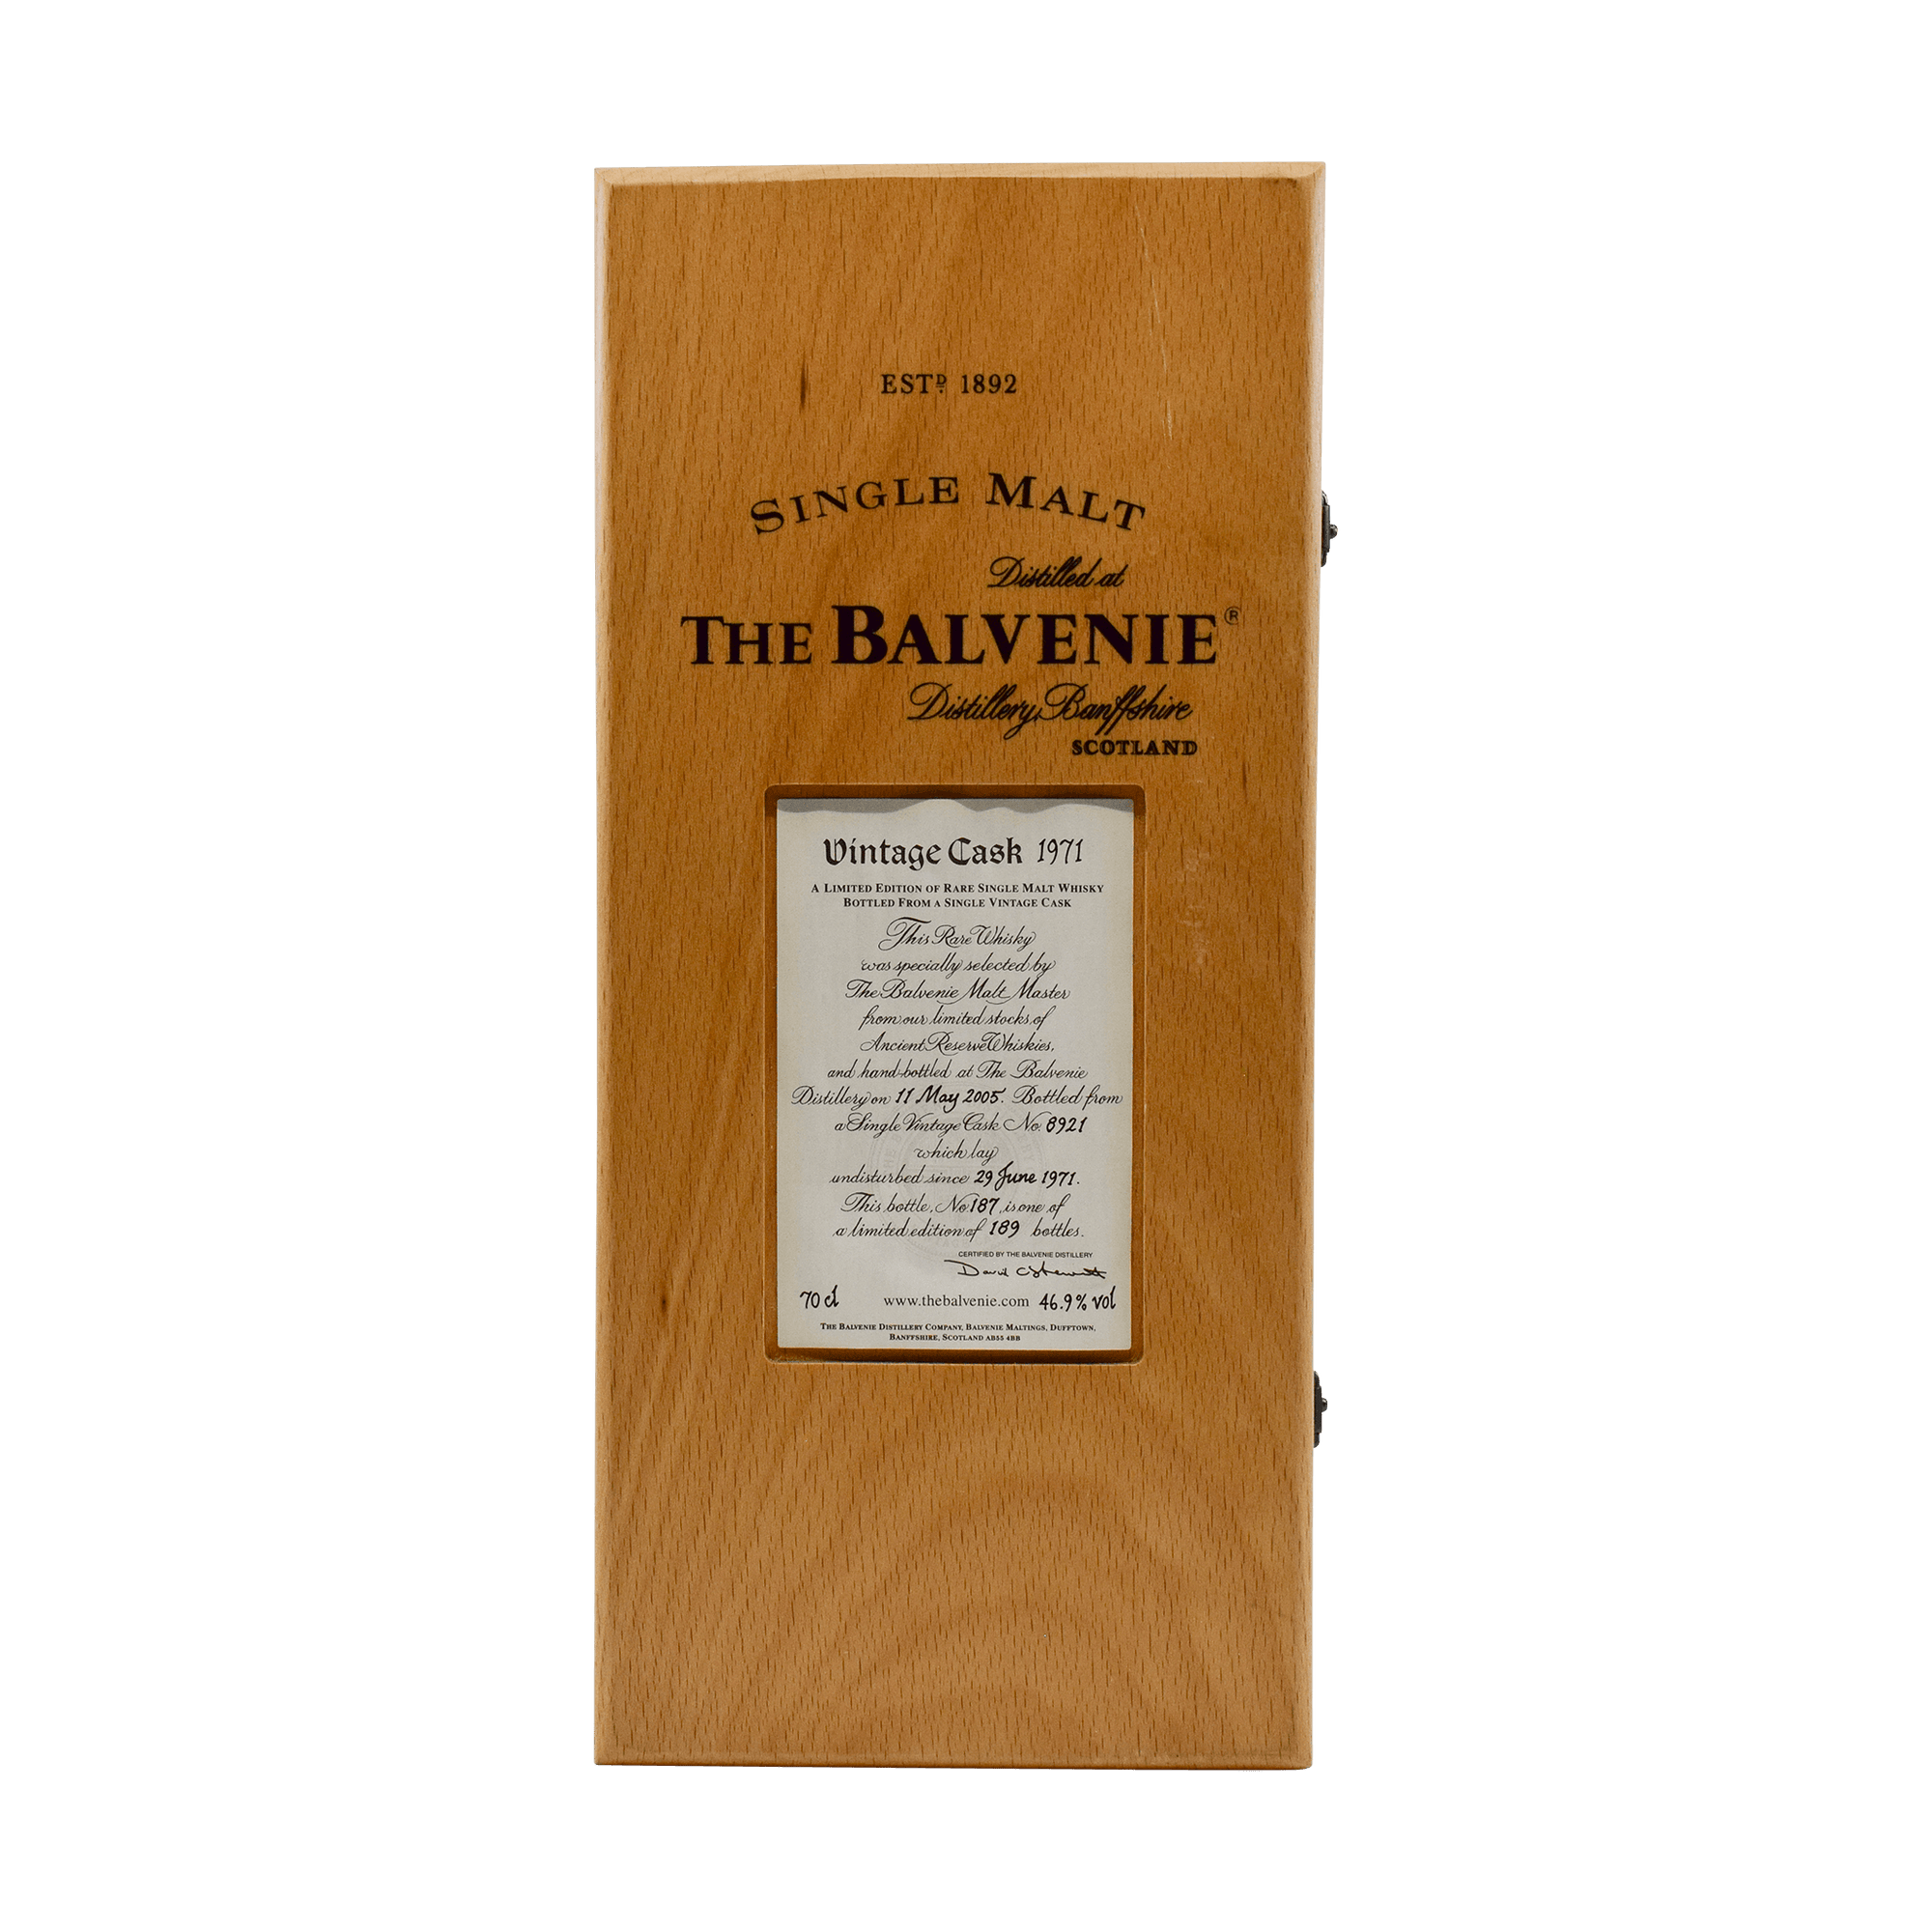 ESTD. 1892
SINGLE MALT
Distilled at
THE BALVENIE®
Distillery, Banffshire
SCOTLAND
Vintage Cask 1971
A LIMITED EDITION OF RARE SINGLE MALT WHISKY
BOTTLED FROM A SINGLE VINTAGE CASK
This Rare Whisky
was specially selected by
The Balvenie Malt Master
from our limited stocks of
Ancient Reserve Whiskies,
and hand-bottled at The Balvenie
Distillery on 11 May 2005. Bottled from
a Single Vintage Cask No. 8921
which lay
undisturbed since 29 June 1971.
This bottle, No. 187, is one of
a limited edition of 189 bottles.
CERTIFIED BY THE BALVENIE DISTILLERY
David C Stewart
70 cl www.thebalvenie.com 46.9% vol
THE BALVENIE DISTILLERY COMPANY, BALVENIE MALTINGS, DUFFTOWN,
BANFFSHIRE, SCOTLAND AB55 4BB